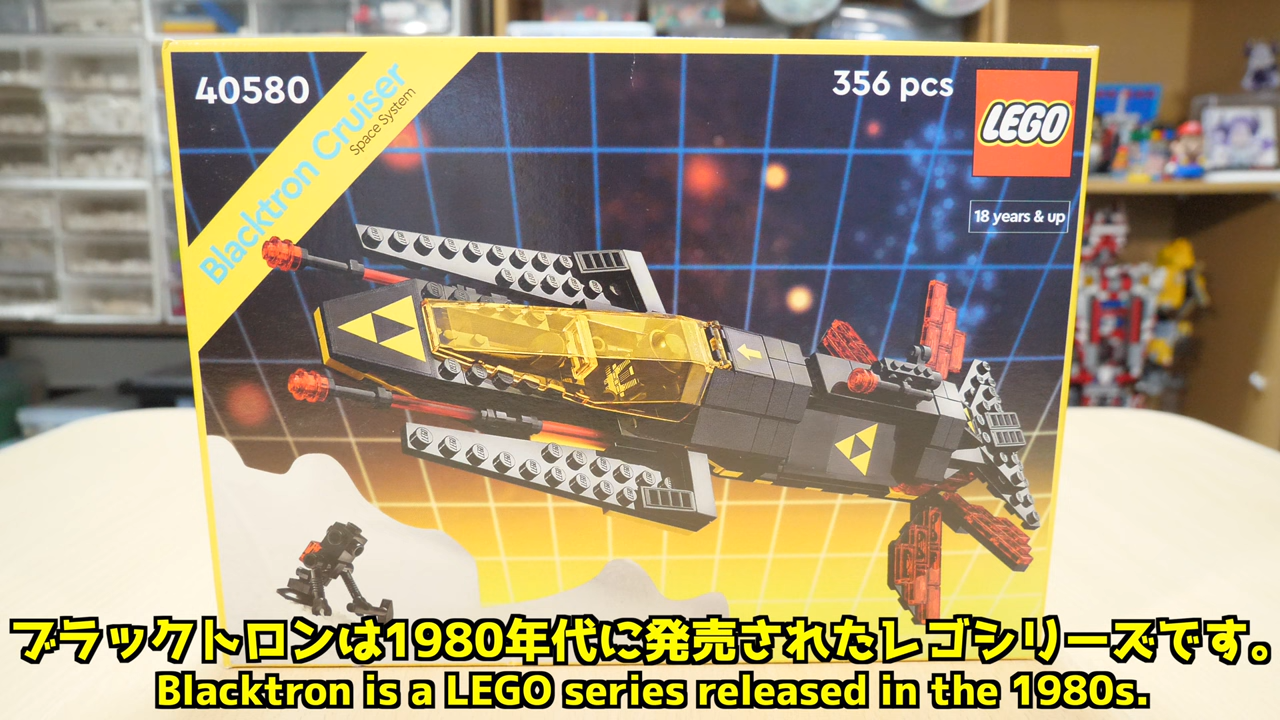 40580
Blacktron Cruiser
Space System
356 pcs
LEGO
18 years & up
ブラックトロンは1980年代に発売されたレゴシリーズです。
Blacktron is a LEGO series released in the 1980s.